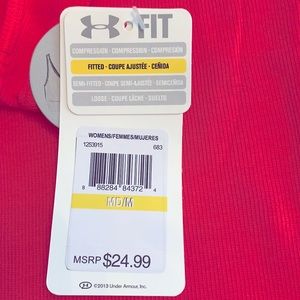 FIT
COMPRESSION - COMPRESSION - COMPRESIÓN
FITTED - COUPE AJUSTÉE - CEÑIDA
SEMI-FITTED - COUPE SEMI-AJUSTÉE - SEMICEÑIDA
LOOSE - COUPE LÂCHE - SUELTO
WOMENS/FEMMES/MUJERES
1253915 683
8 88284 84372 4
MD/M
MSRP $24.99
©2013 Under Armour, Inc.